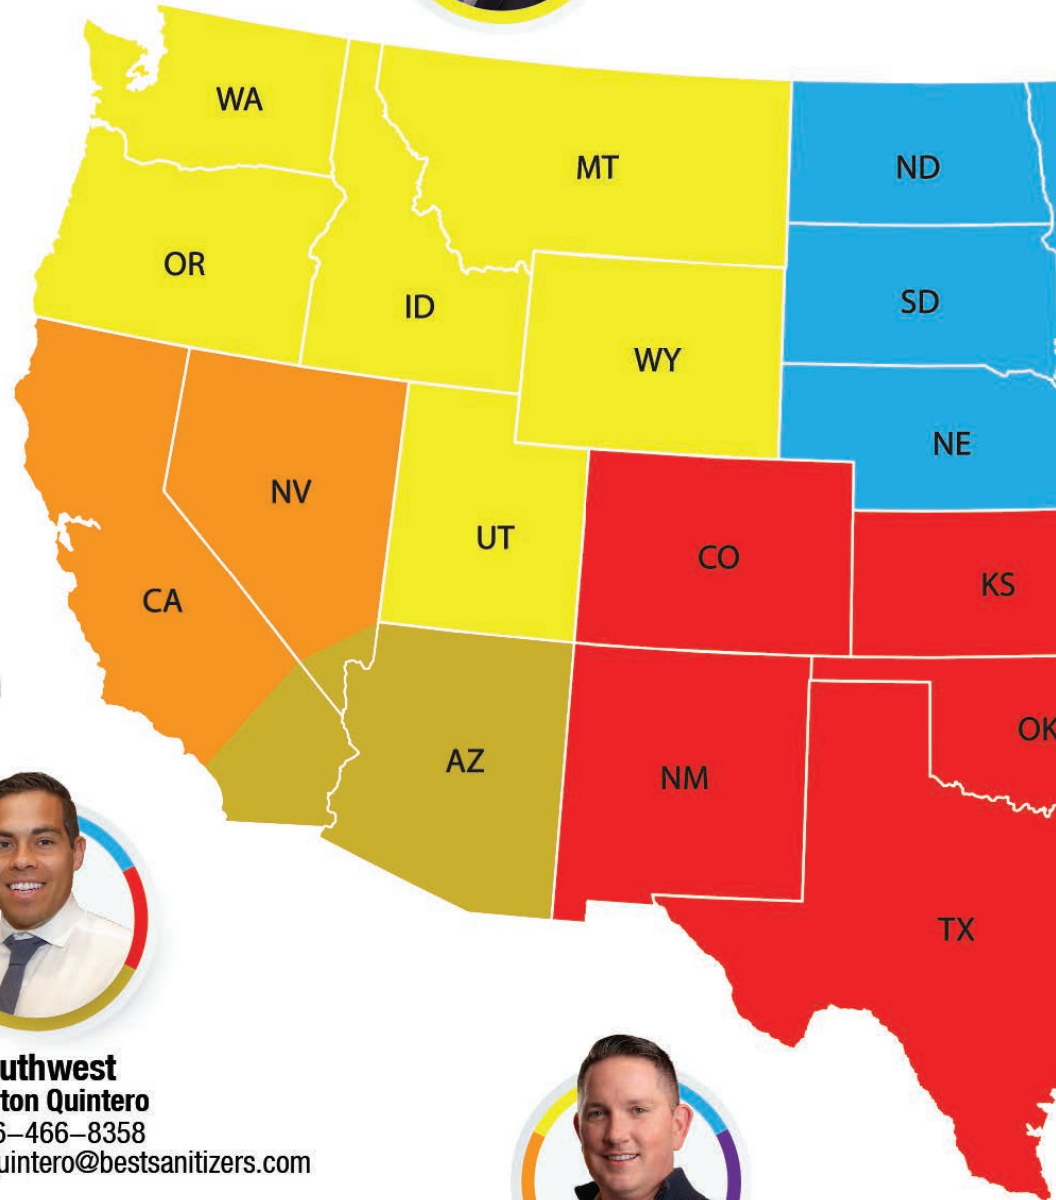 WA
MT
ND
OR
ID
SD
WY
NE
NV
UT
CO
KS
CA
AZ
NM
OK
TX
uthwest
ton Quintero
6–466–8358
uintero@bestsanitizers.com